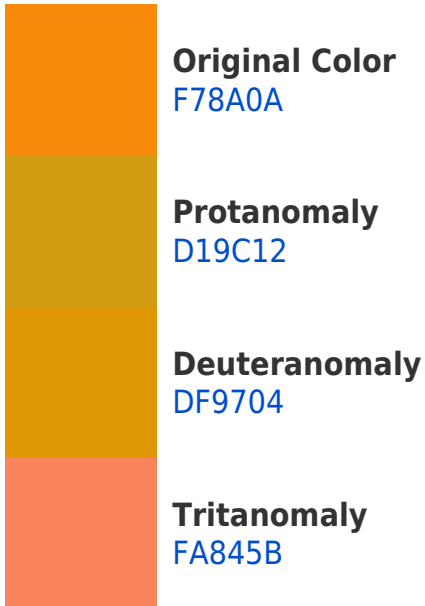 Original Color
F78A0A
Protanomaly
D19C12
Deuteranomaly
DF9704
Tritanomaly
FA845B